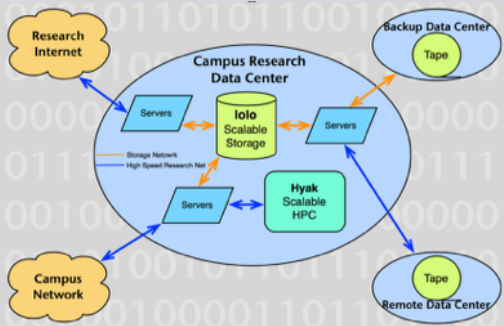 Research
Internet
Campus Research
Data Center
Backup Data Center
Tape
Servers
lolo
Scalable
Storage
Servers
Storage Netowrk
High Speed Research Net
Servers
Hyak
Scalable
HPC
Campus
Network
Tape
Remote Data Center